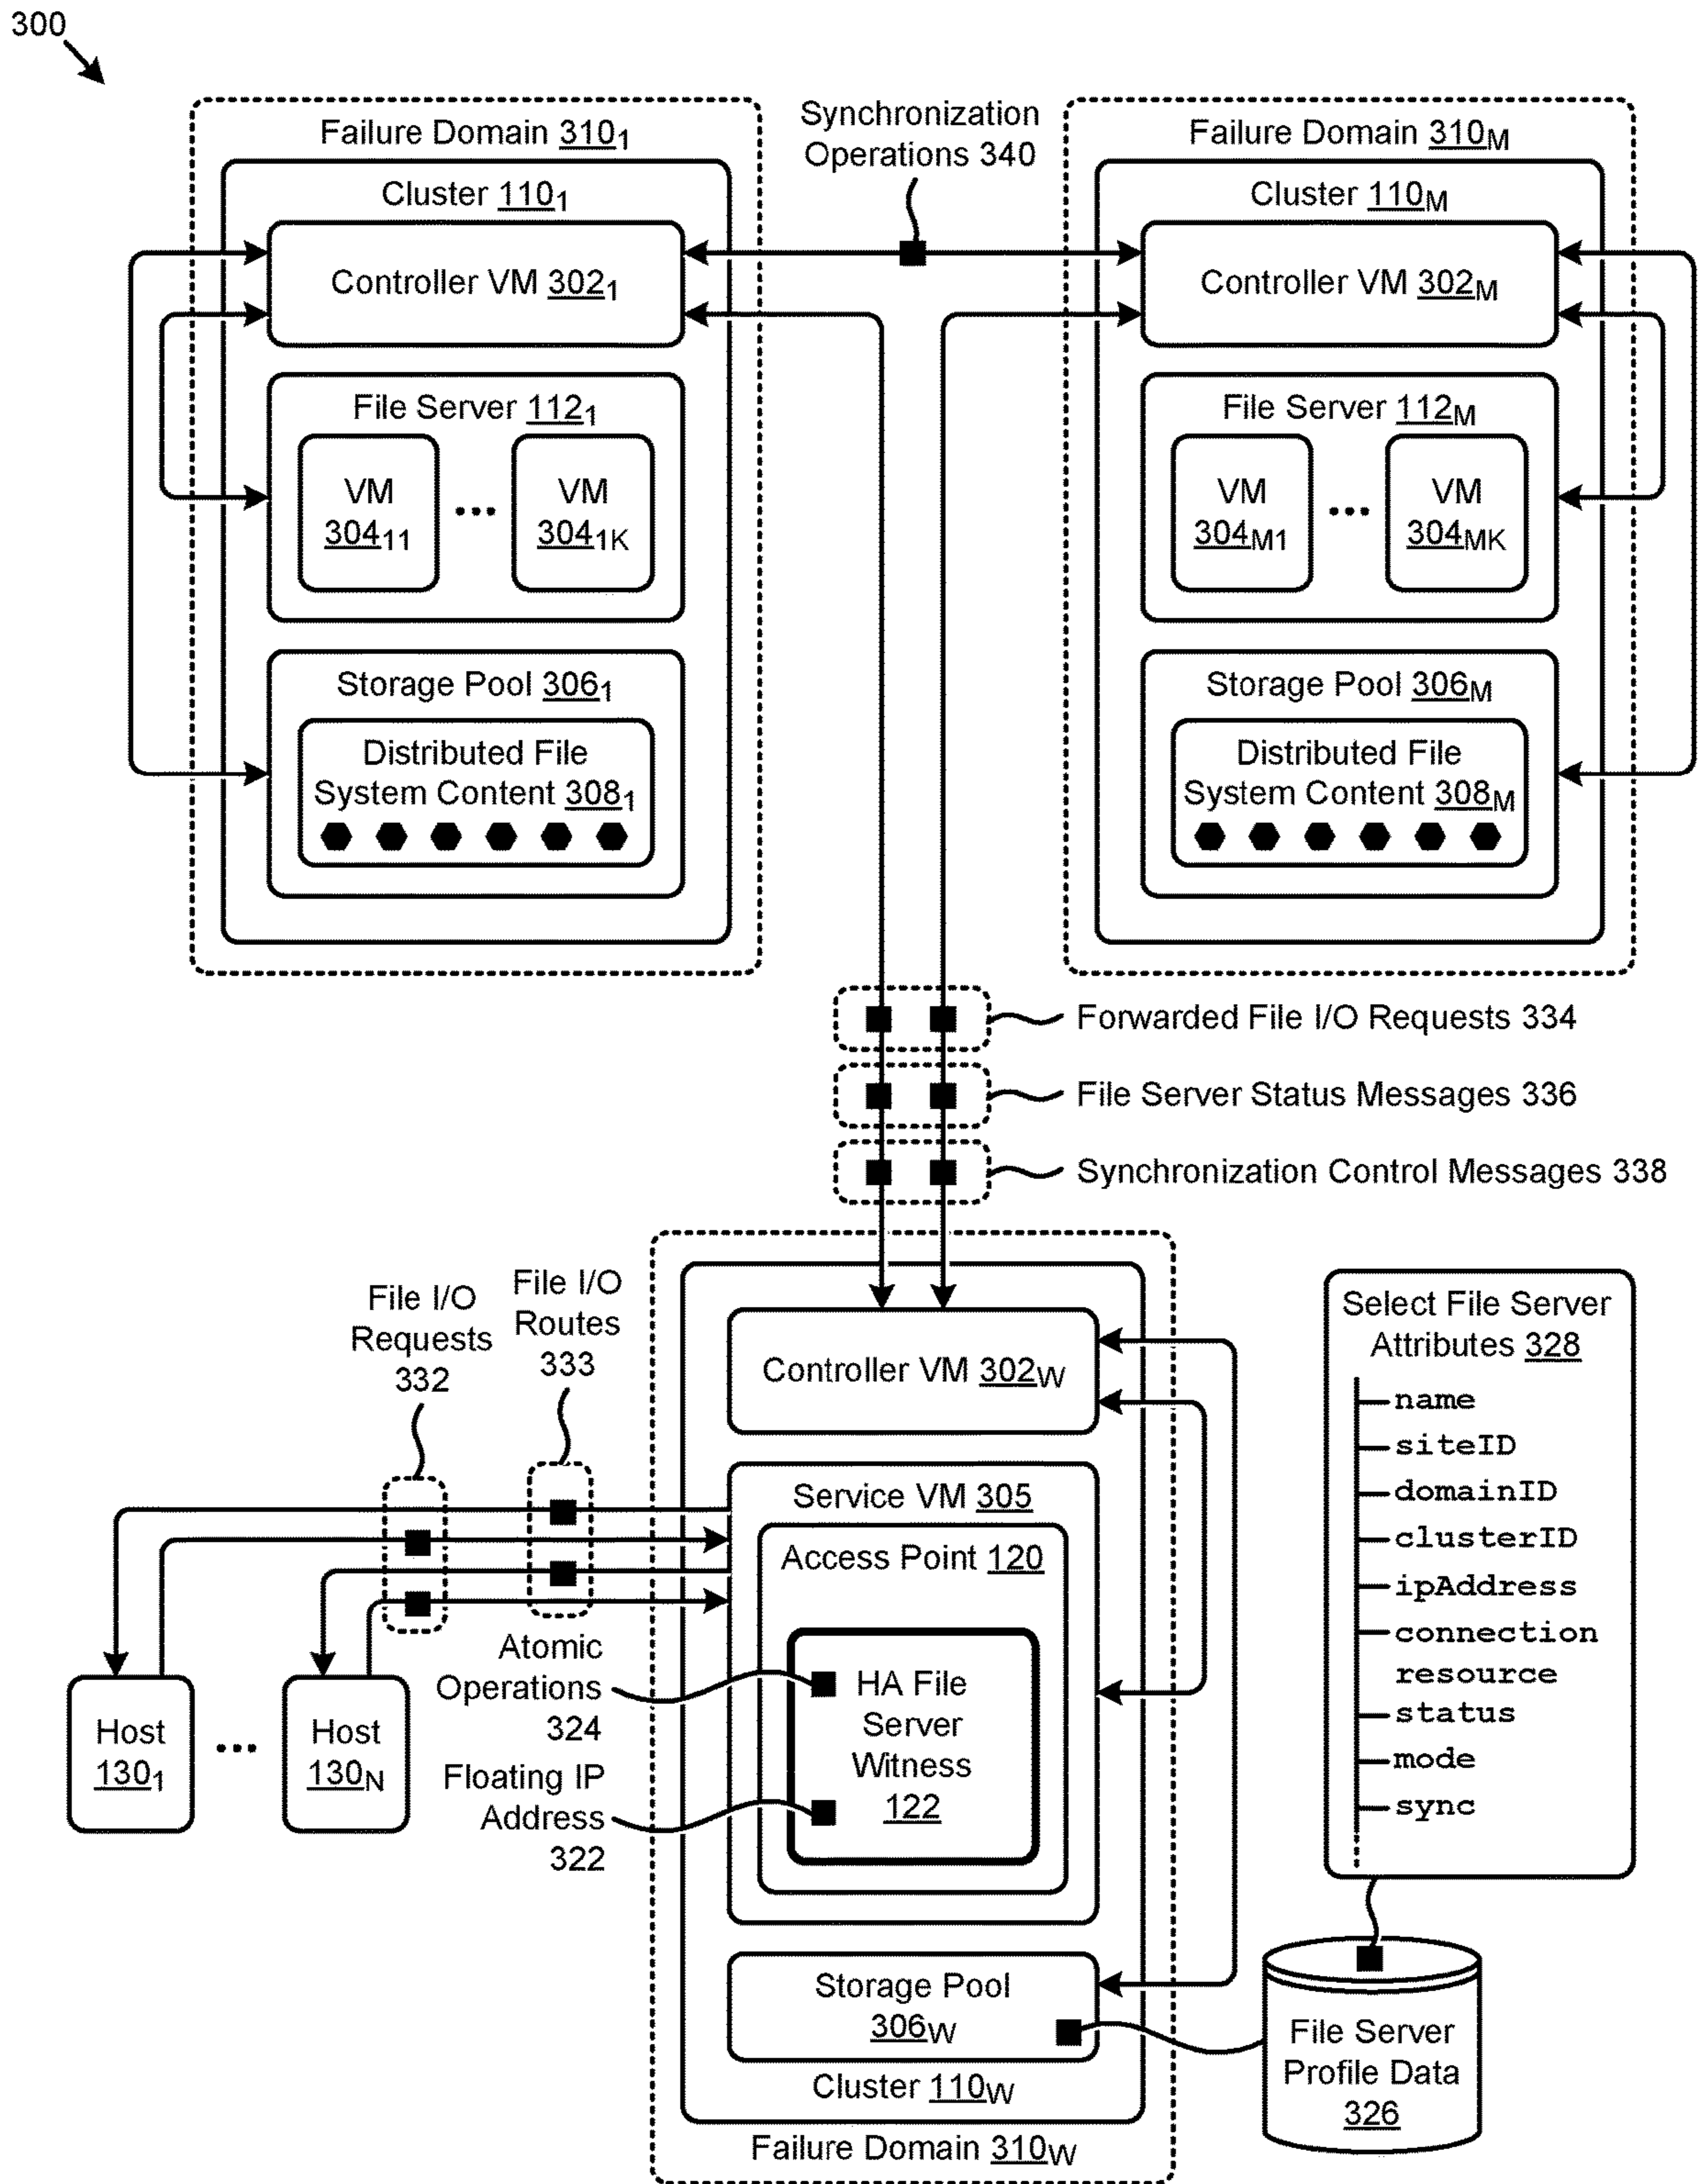 300
Failure Domain 310₁
Cluster 110₁
Controller VM 302₁
File Server 112₁
VM
304₁₁
...
VM
304₁K
Storage Pool 306₁
Distributed File
System Content 308₁
Synchronization
Operations 340
Failure Domain 310M
Cluster 110M
Controller VM 302M
File Server 112M
VM
304M1
...
VM
304MK
Storage Pool 306M
Distributed File
System Content 308M
Forwarded File I/O Requests 334
File Server Status Messages 336
Synchronization Control Messages 338
File I/O
Requests
332
File I/O
Routes
333
Controller VM 302W
Service VM 305
Access Point 120
HA File
Server
Witness
122
Atomic
Operations
324
Floating IP
Address
322
Host
130₁
...
Host
130N
Storage Pool
306W
Cluster 110W
Failure Domain 310W
Select File Server
Attributes 328
name
siteID
domainID
clusterID
ipAddress
connection
resource
status
mode
sync
File Server
Profile Data
326